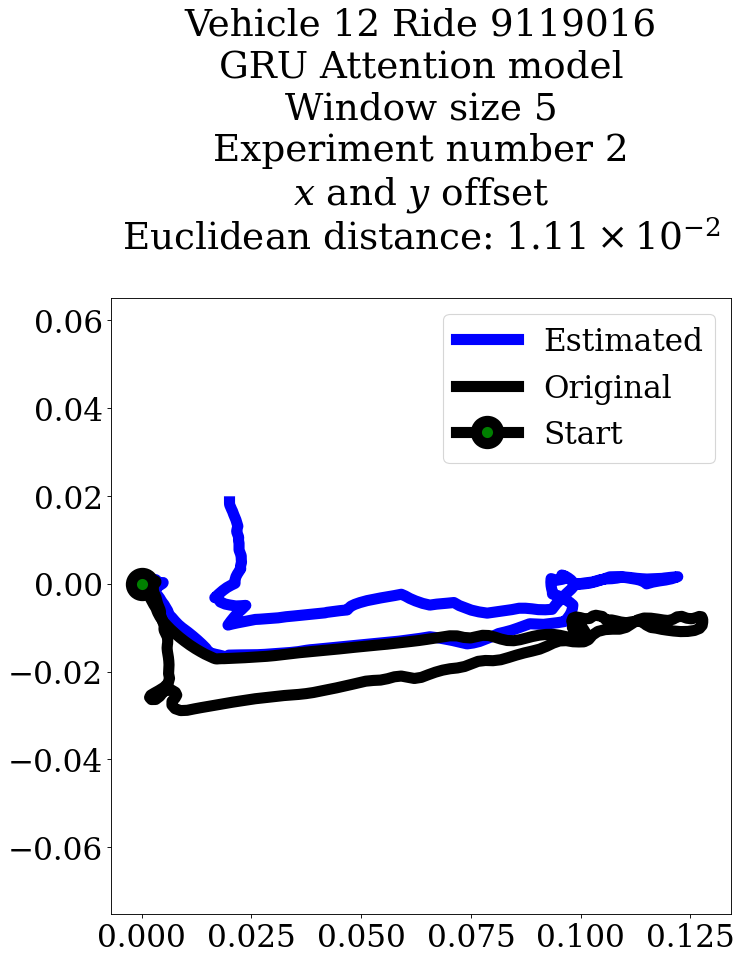 Vehicle 12 Ride 9119016
GRU Attention model
Window size 5
Experiment number 2
x and y offset
Euclidean distance: 1.11 × 10⁻²
Estimated
Original
Start
0.06
0.04
0.02
0.00
−0.02
−0.04
−0.06
0.000 0.025 0.050 0.075 0.100 0.125